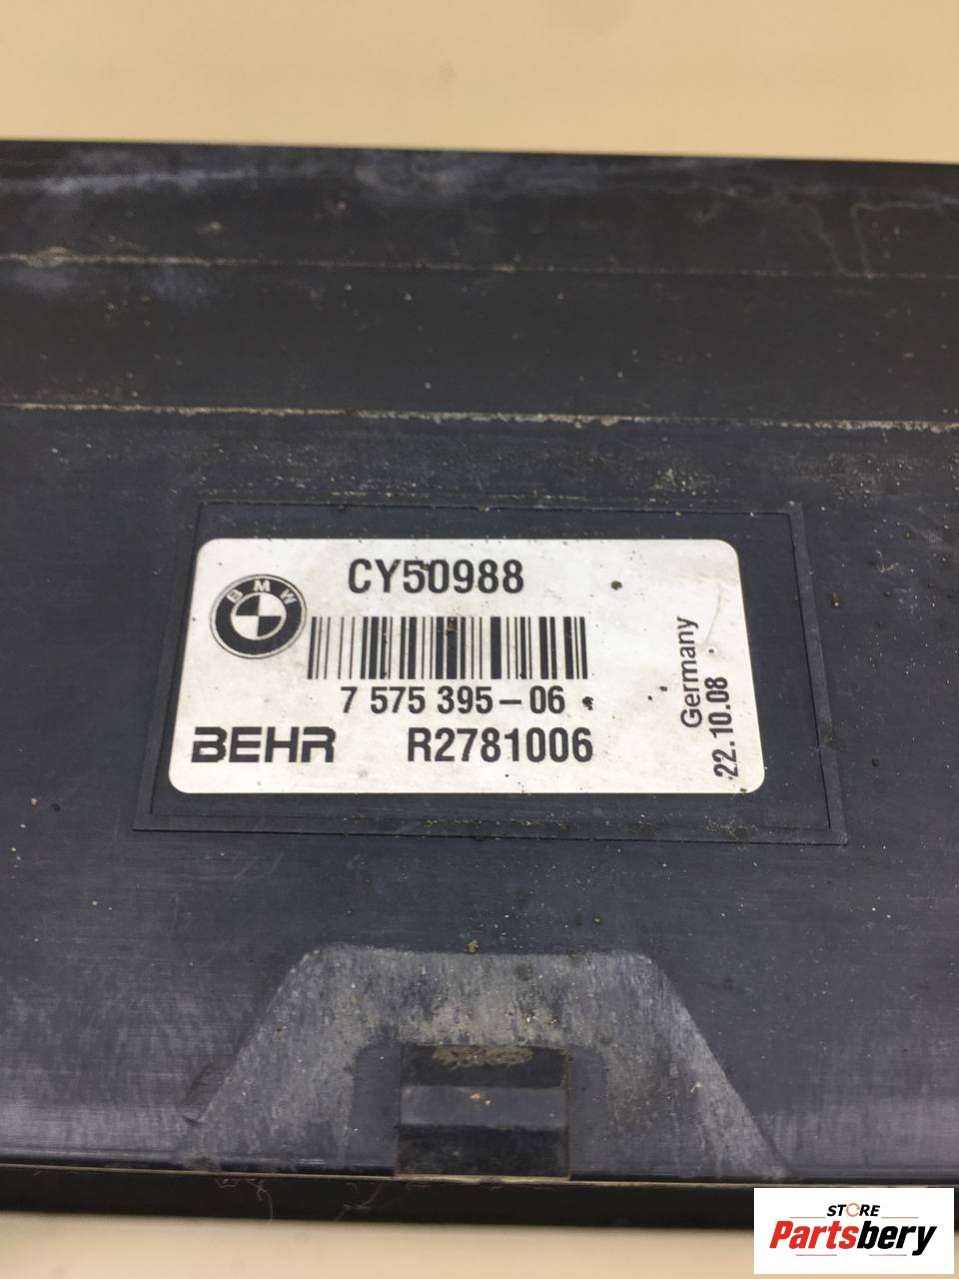 CY50988
BMW
7 575 395-06
BEHR R2781006
Germany
22.10.08
STORE
Partsbery